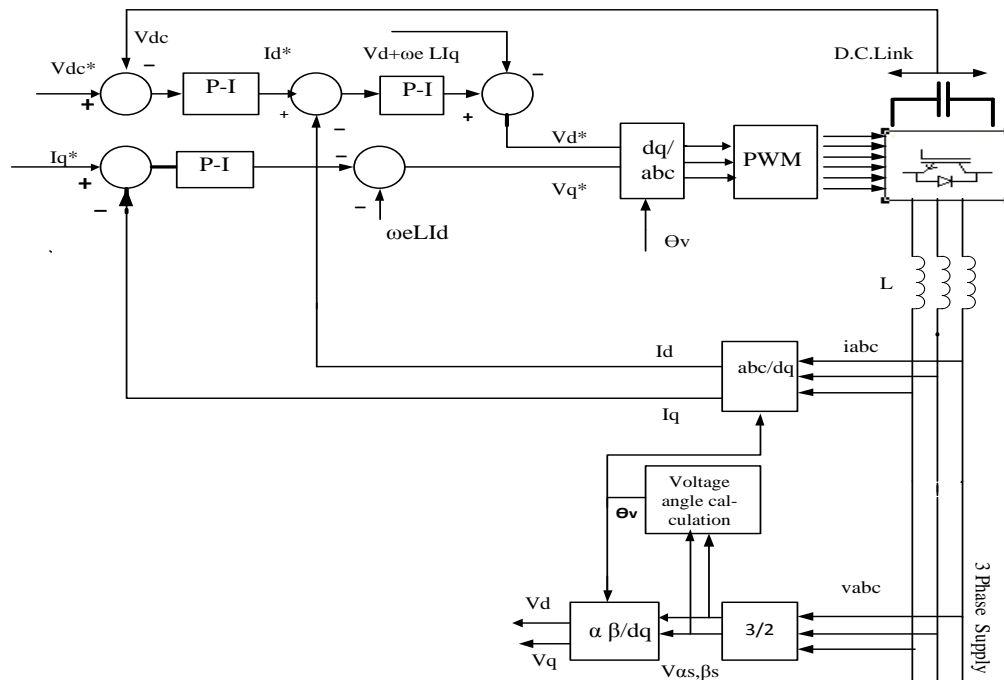 Vdc
Vdc*
−
+
P-I
Id*
+
−
Vd+ωe LIq
P-I
+
−
D.C.Link
Iq*
+
−
P-I
−
−
ωeLId
Vd*
Vq*
dq/
abc
PWM
Θv
L
iabc
abc/dq
Id
Iq
Voltage
angle cal-
culation
Θv
vabc
3/2
α β/dq
Vd
Vq
Vαs,βs
3 Phase Supply